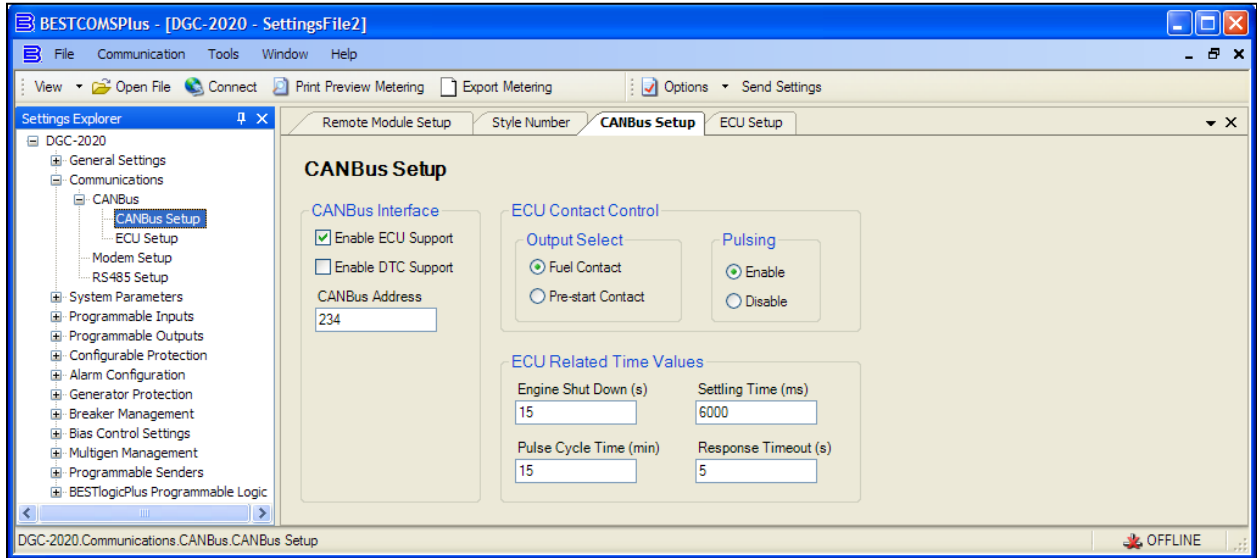 BESTCOMSPlus - [DGC-2020 - SettingsFile2]
File Communication Tools Window Help
View Open File Connect Print Preview Metering Export Metering Options Send Settings
Settings Explorer
DGC-2020
General Settings
Communications
CANBus
CANBus Setup
ECU Setup
Modem Setup
RS485 Setup
System Parameters
Programmable Inputs
Programmable Outputs
Configurable Protection
Alarm Configuration
Generator Protection
Breaker Management
Bias Control Settings
Multigen Management
Programmable Senders
BESTlogicPlus Programmable Logic
Remote Module Setup Style Number CANBus Setup ECU Setup
CANBus Setup
CANBus Interface
Enable ECU Support
Enable DTC Support
CANBus Address
234
ECU Contact Control
Output Select
Fuel Contact
Pre-start Contact
Pulsing
Enable
Disable
ECU Related Time Values
Engine Shut Down (s) Settling Time (ms)
15 6000
Pulse Cycle Time (min) Response Timeout (s)
15 5
DGC-2020.Communications.CANBus.CANBus Setup OFFLINE